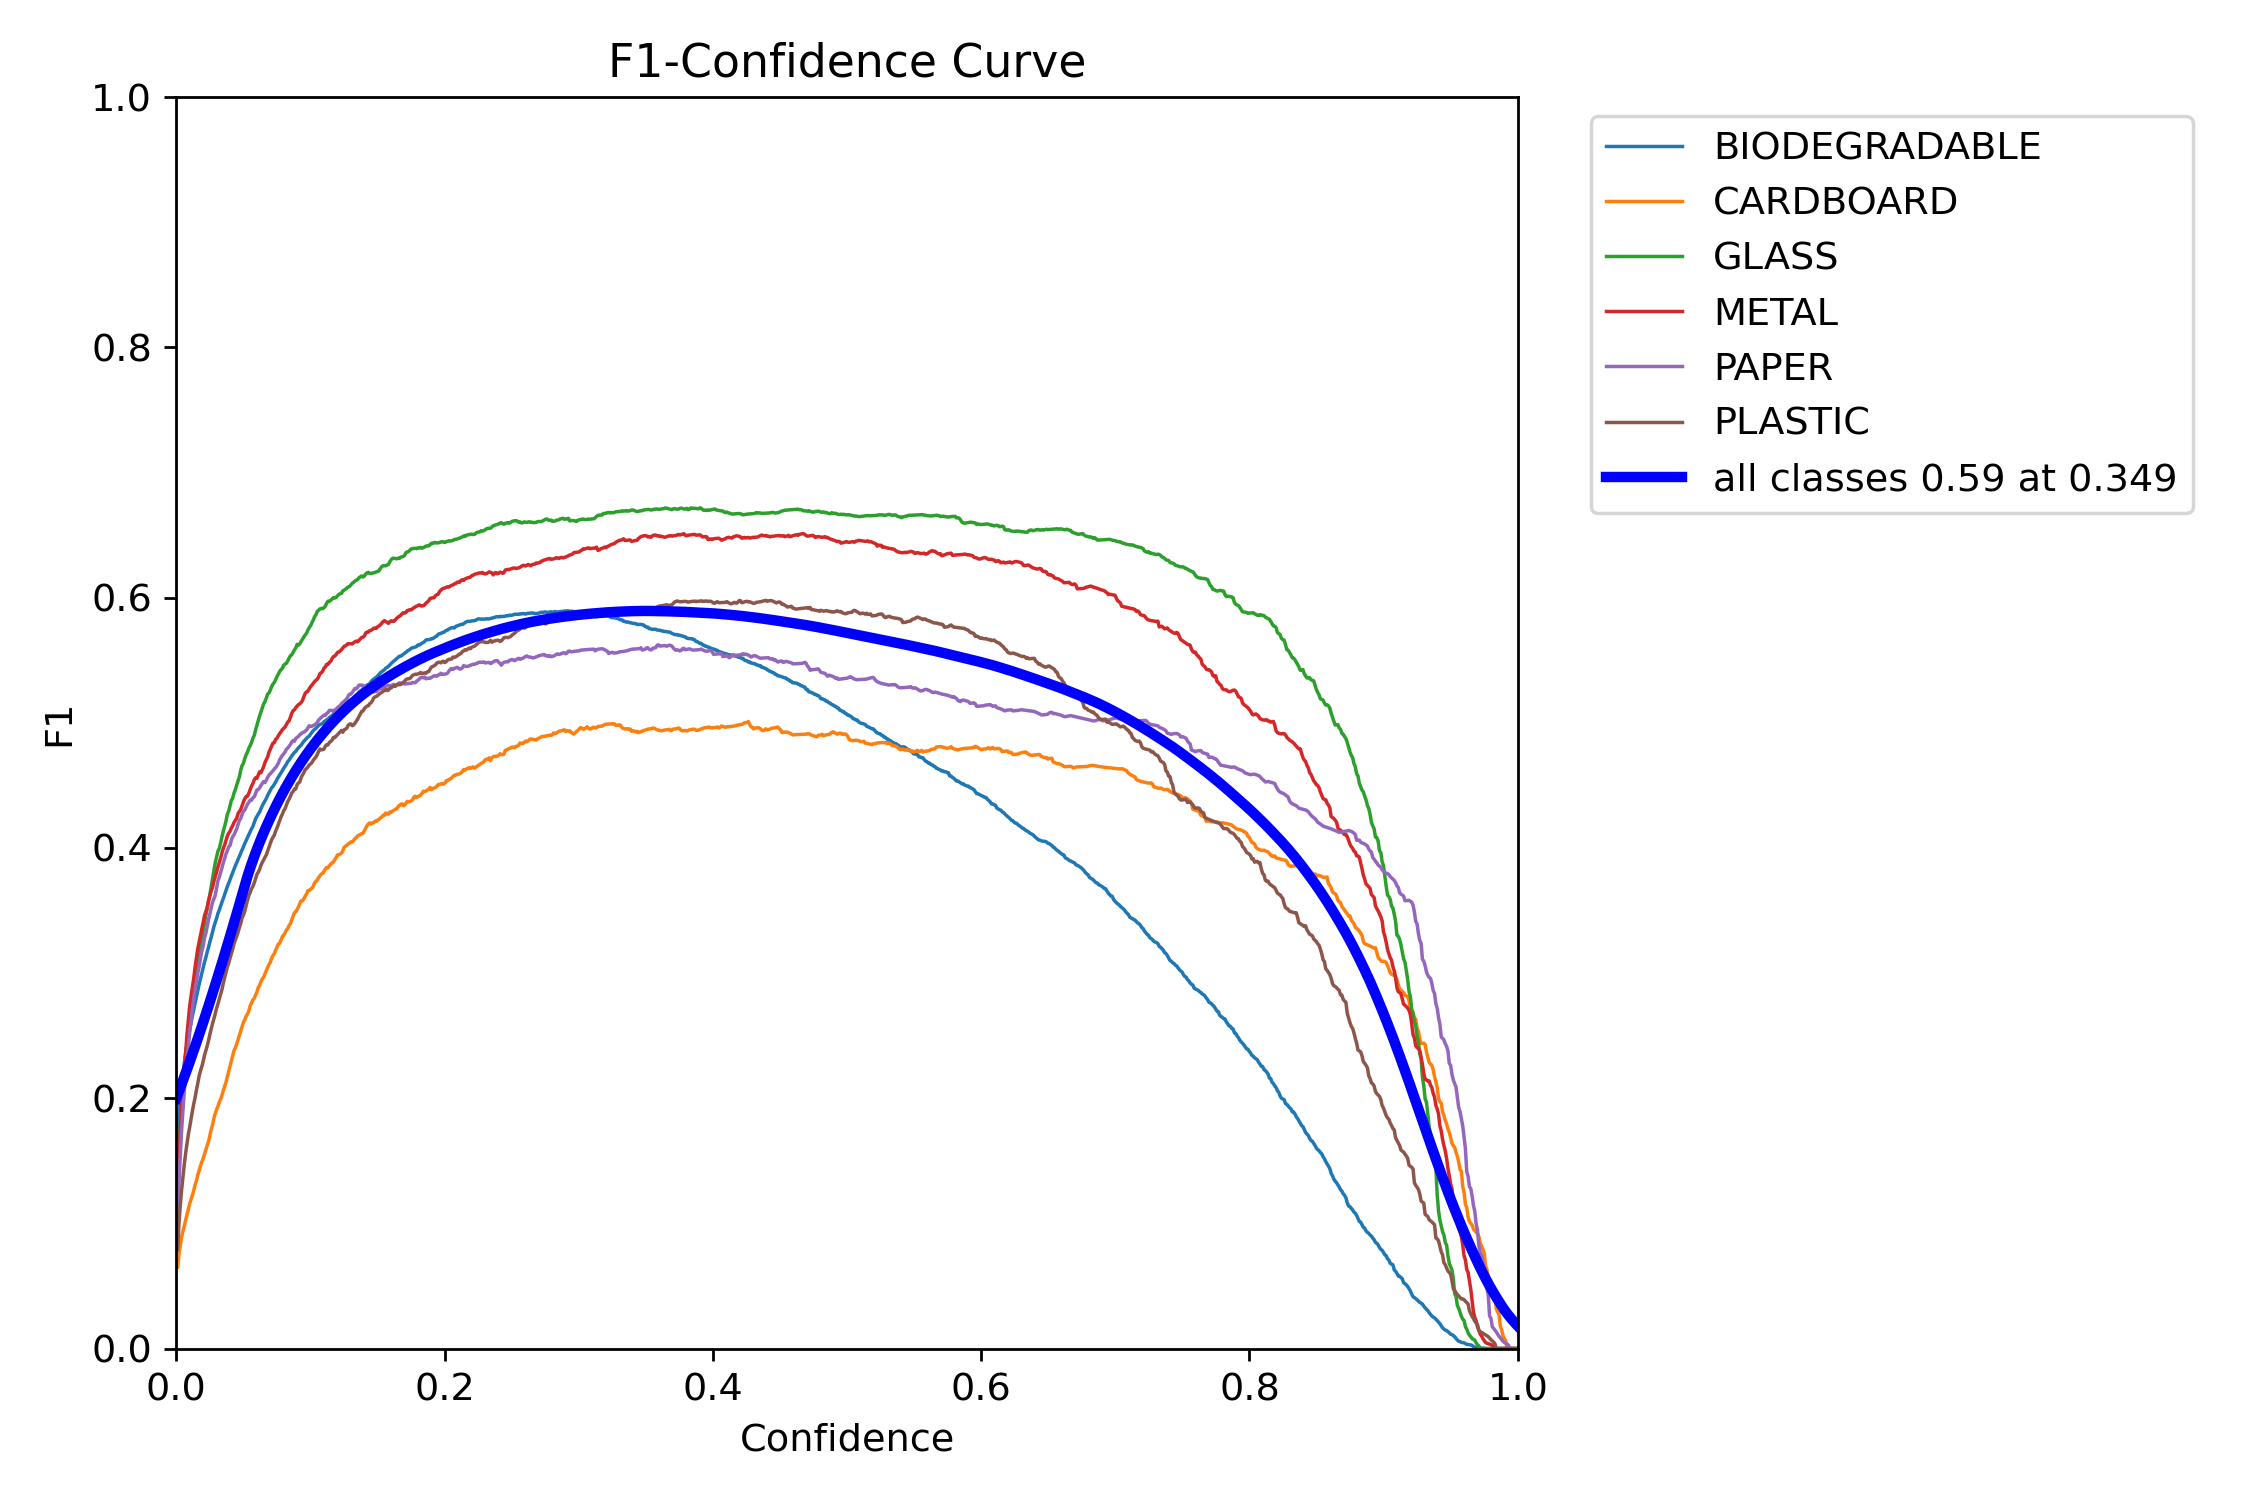 F1-Confidence Curve
1.0
0.8
0.6
0.4
0.2
0.0
F1
0.0 0.2 0.4 0.6 0.8 1.0
Confidence
BIODEGRADABLE
CARDBOARD
GLASS
METAL
PAPER
PLASTIC
all classes 0.59 at 0.349